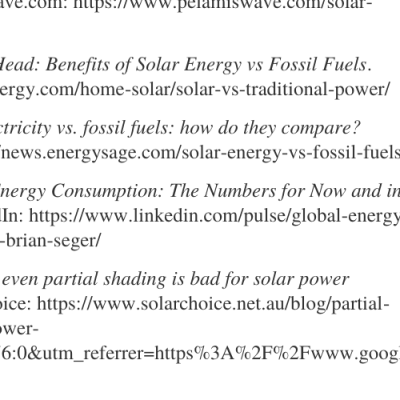 ave.com: https://www.pelamiswave.com/solar-
Head: Benefits of Solar Energy vs Fossil Fuels.
ergy.com/home-solar/solar-vs-traditional-power/
ctricity vs. fossil fuels: how do they compare?
/news.energysage.com/solar-energy-vs-fossil-fuels
Energy Consumption: The Numbers for Now and in
dIn: https://www.linkedin.com/pulse/global-energy
-brian-seger/
even partial shading is bad for solar power
oice: https://www.solarchoice.net.au/blog/partial-
ower-
6:0&utm_referrer=https%3A%2F%2Fwww.goog